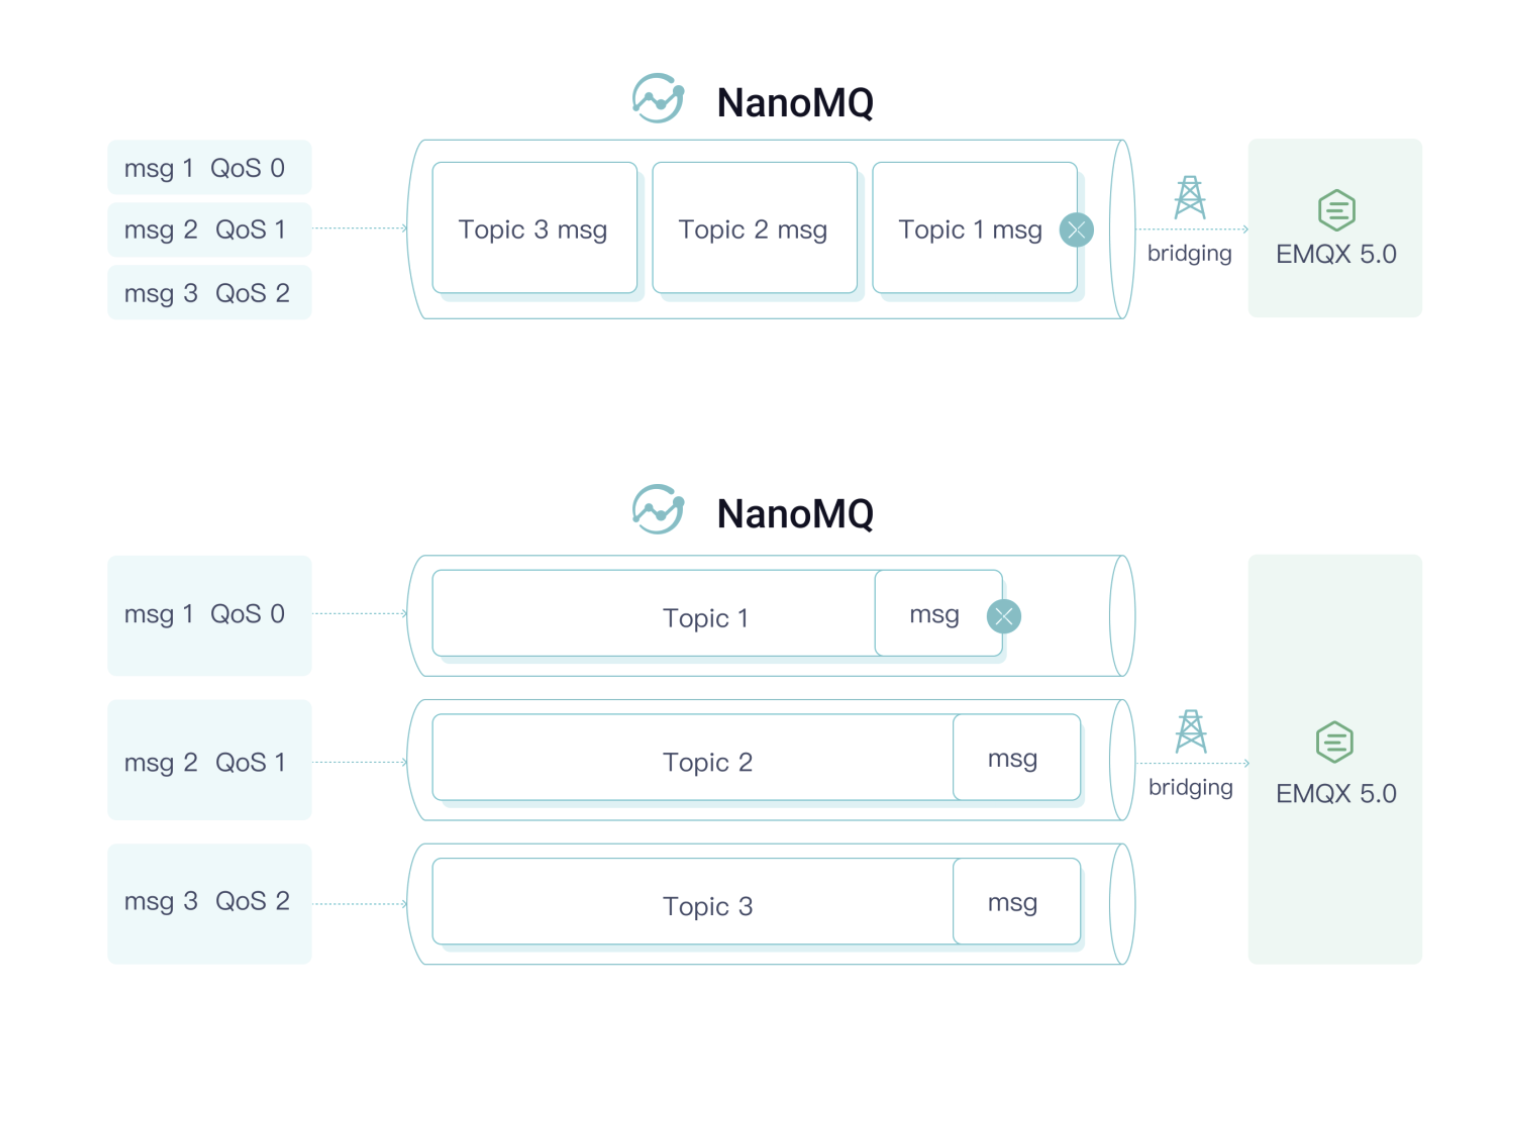 NanoMQ
msg 1 QoS 0
msg 2 QoS 1
msg 3 QoS 2
Topic 3 msg
Topic 2 msg
Topic 1 msg
bridging
EMQX 5.0
NanoMQ
msg 1 QoS 0
Topic 1
msg
msg 2 QoS 1
Topic 2
msg
bridging
EMQX 5.0
msg 3 QoS 2
Topic 3
msg